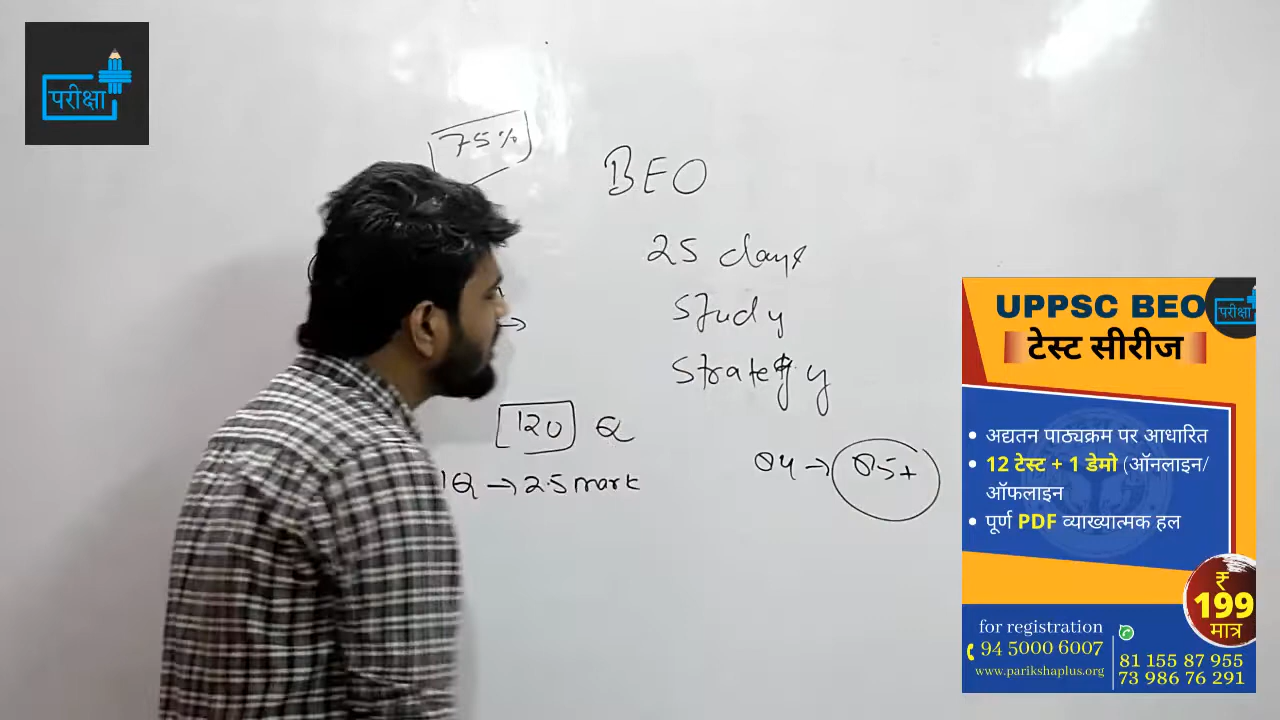 परीक्षा
75%
BEO
25 days
Study
Strategy
120 Q
1Q → 2.5 mark
→
04 → 05+
UPPSC BEO
परीक्षा
टेस्ट सीरीज
• अद्यतन पाठ्यक्रम पर आधारित
• 12 टेस्ट + 1 डेमो (ऑनलाइन/
ऑफलाइन
• पूर्ण PDF व्याख्यात्मक हल
₹
199
मात्र
for registration
94 5000 6007
www.parikshaplus.org
81 155 87 955
73 986 76 291